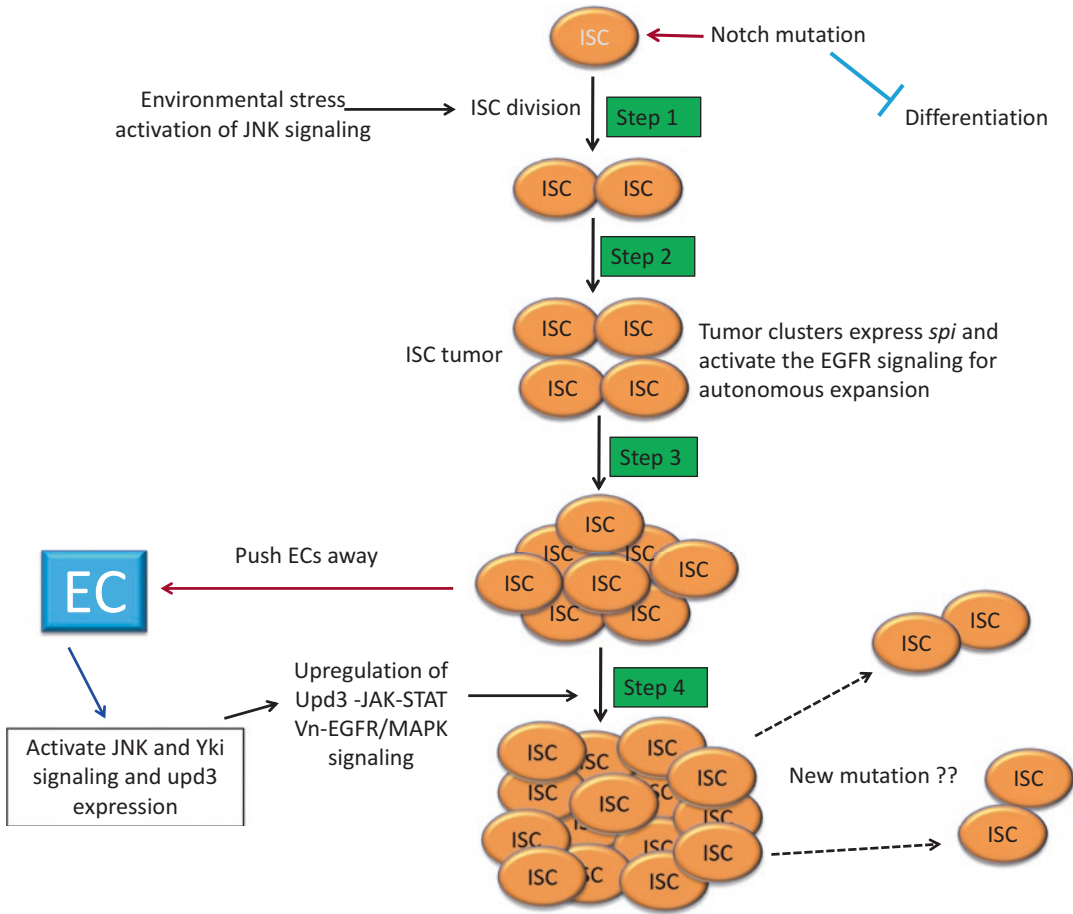 ISC
Notch mutation
Environmental stress
activation of JNK signaling
ISC division
Step 1
Differentiation
ISC ISC
Step 2
ISC ISC
ISC tumor
ISC ISC
Tumor clusters express spi and
activate the EGFR signaling for
autonomous expansion
Step 3
ISC
ISC ISC
ISC ISC ISC
ISC ISC
Push ECs away
EC
ISC
ISC
Upregulation of
Upd3 -JAK-STAT
Vn-EGFR/MAPK
signaling
Step 4
Activate JNK and Yki
signaling and upd3
expression
ISC ISC
ISC ISC
ISC ISC ISC
ISC
ISC ISC
ISC ISC ISC
ISC ISC
New mutation ??
ISC
ISC